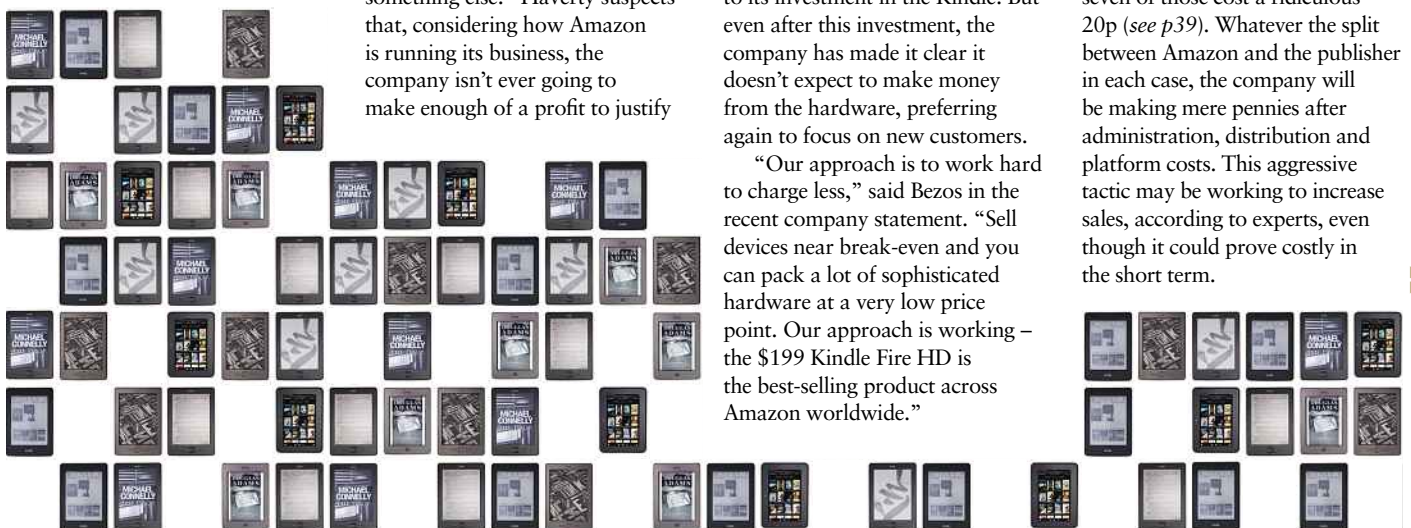 MICHAEL
CONNELLY
DOUGLAS
ADAMS
something else.” Haverty suspects
that, considering how Amazon
is running its business, the
company isn’t ever going to
make enough of a profit to justify
to its investment in the Kindle. But
even after this investment, the
company has made it clear it
doesn’t expect to make money
from the hardware, preferring
again to focus on new customers.
“Our approach is to work hard
to charge less,” said Bezos in the
recent company statement. “Sell
devices near break-even and you
can pack a lot of sophisticated
hardware at a very low price
point. Our approach is working –
the $199 Kindle Fire HD is
the best-selling product across
Amazon worldwide.”
seven of those cost a ridiculous
20p (see p39). Whatever the split
between Amazon and the publisher
in each case, the company will
be making mere pennies after
administration, distribution and
platform costs. This aggressive
tactic may be working to increase
sales, according to experts, even
though it could prove costly in
the short term.